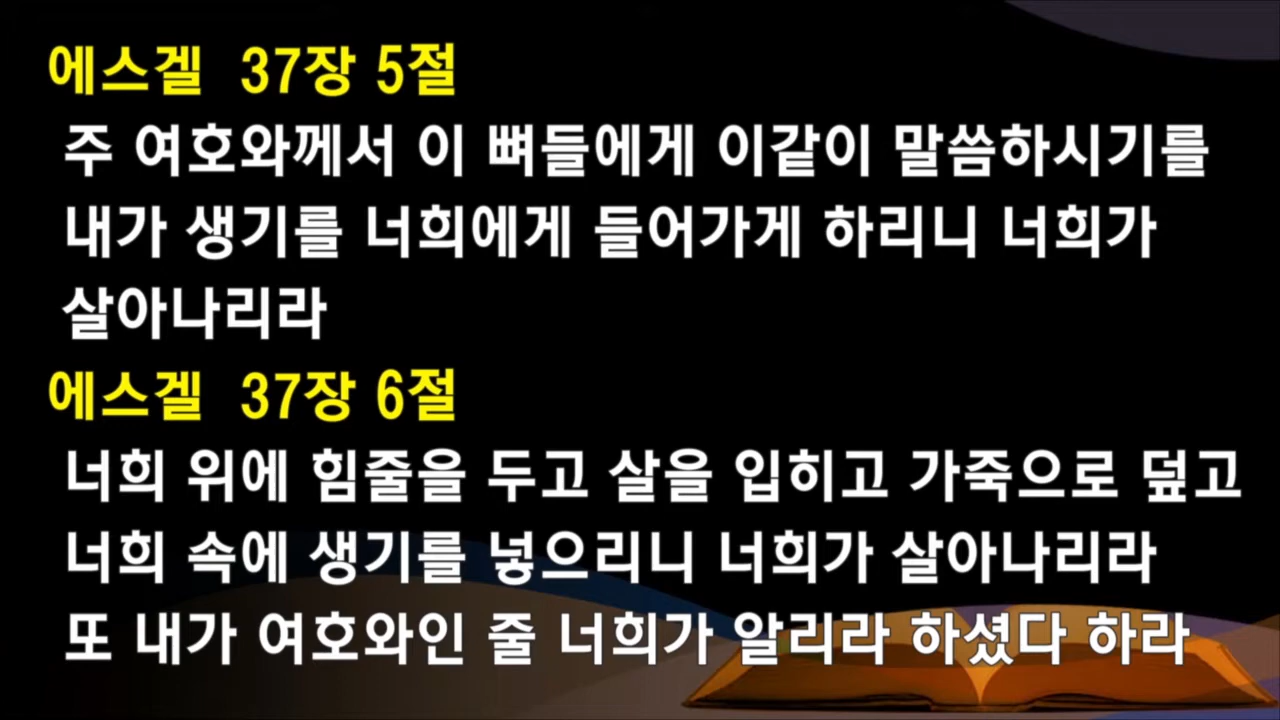 에스겔 37장 5절
주 여호와께서 이 뼈들에게 이같이 말씀하시기를
내가 생기를 너희에게 들어가게 하리니 너희가
살아나리라
에스겔 37장 6절
너희 위에 힘줄을 두고 살을 입히고 가죽으로 덮고
너희 속에 생기를 넣으리니 너희가 살아나리라
또 내가 여호와인 줄 너희가 알리라 하셨다 하라